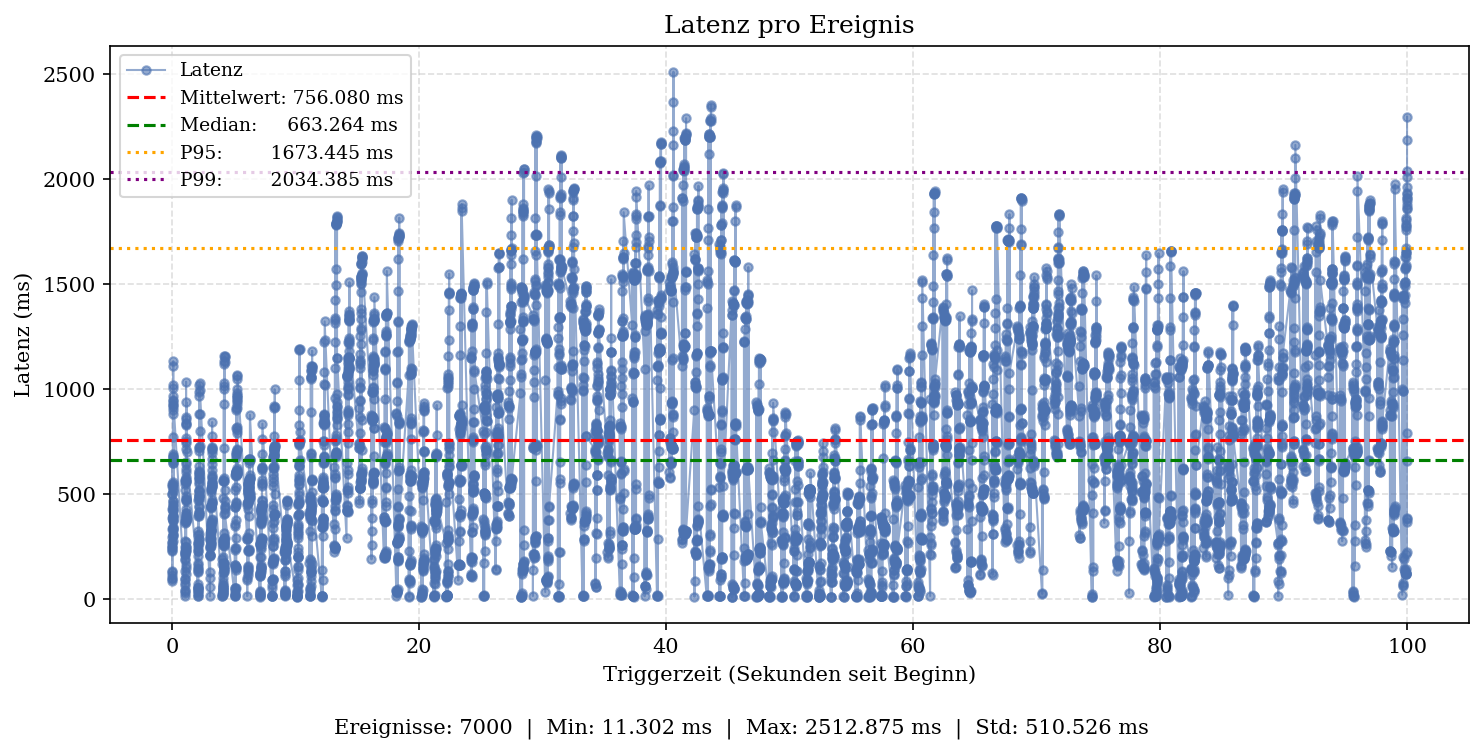 Latenz pro Ereignis
Latenz
Mittelwert: 756.080 ms
Median: 663.264 ms
P95: 1673.445 ms
P99: 2034.385 ms
Latenz (ms)
2500
2000
1500
1000
500
0
0 20 40 60 80 100
Triggerzeit (Sekunden seit Beginn)
Ereignisse: 7000 | Min: 11.302 ms | Max: 2512.875 ms | Std: 510.526 ms